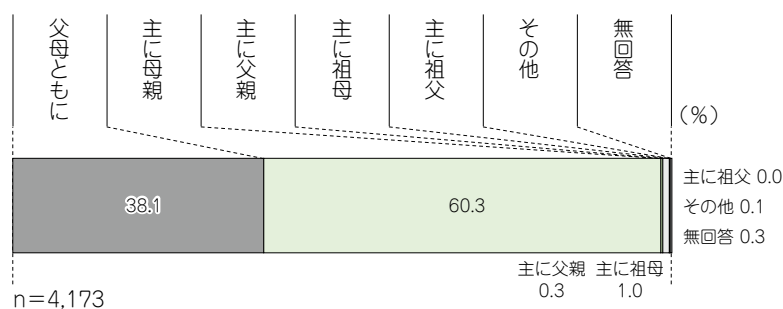 父母ともに
主に母親
主に父親
主に祖母
主に祖父
その他
無回答
(%)
38.1
60.3
主に祖父 0.0
その他 0.1
無回答 0.3
主に父親 主に祖母
0.3 1.0
n=4,173